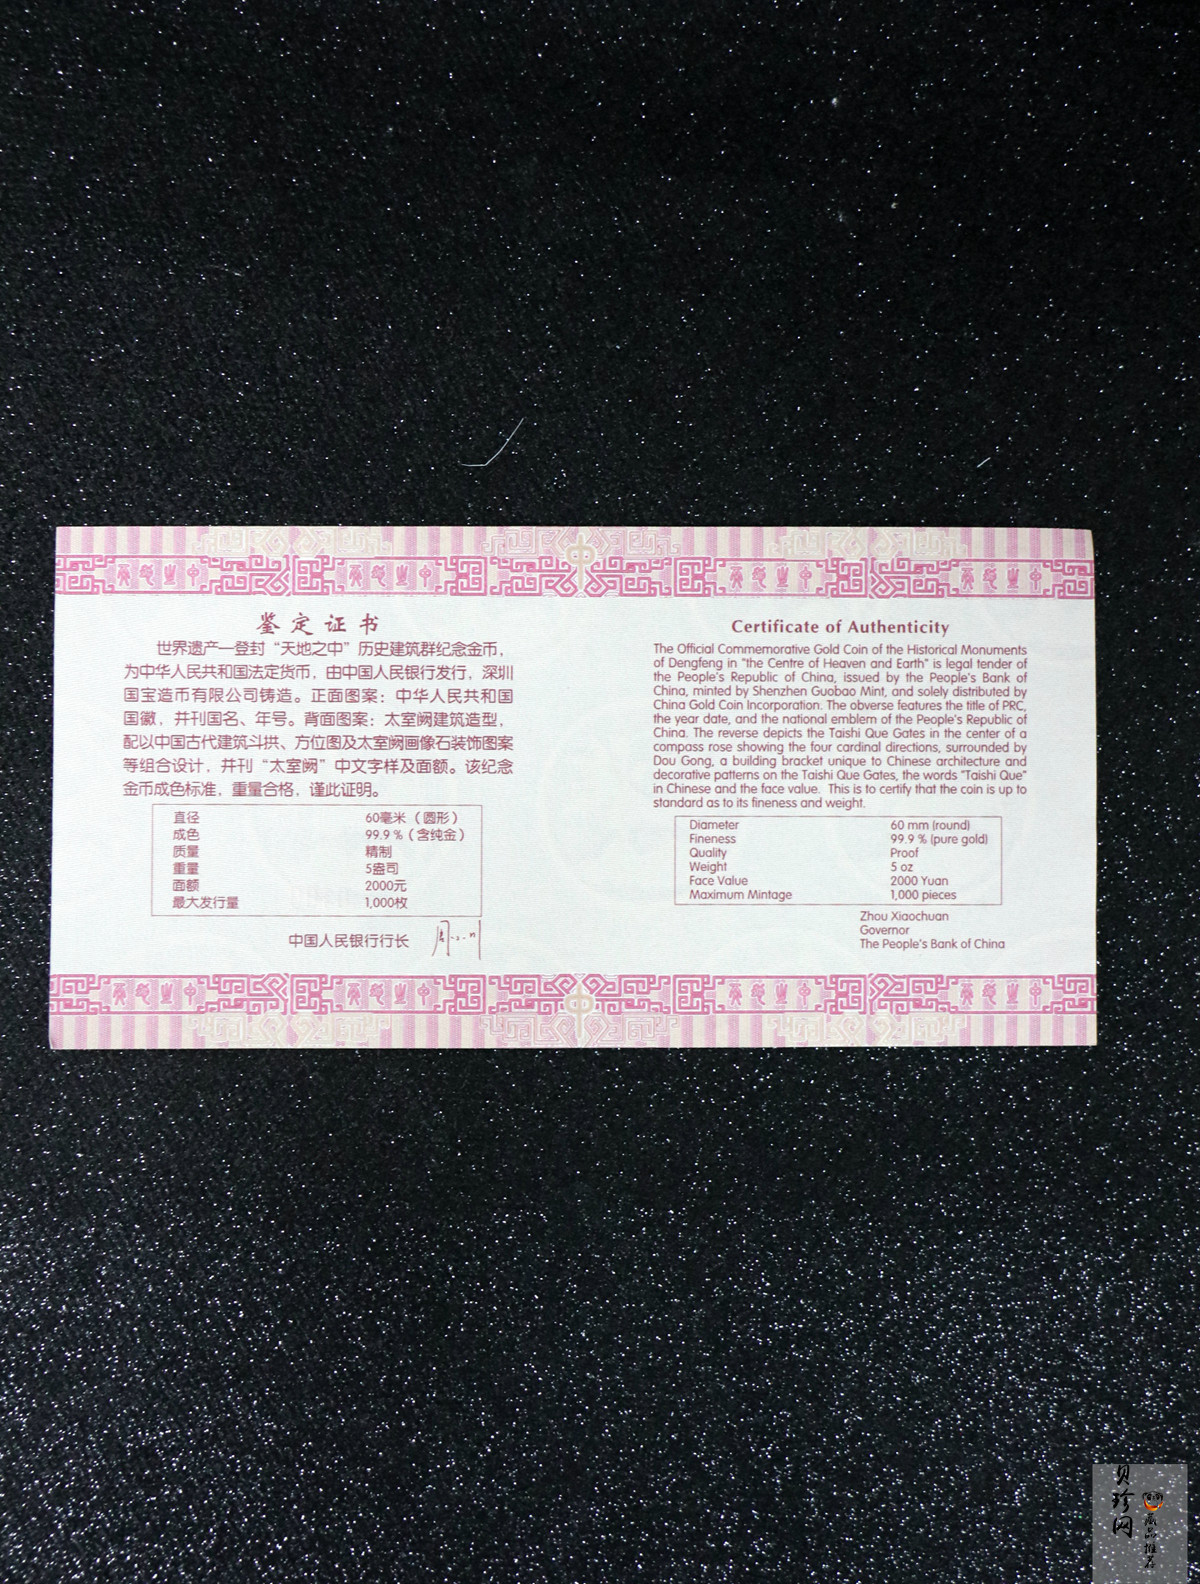 鉴定证书
世界遗产—登封“天地之中”历史建筑群纪念金币,
为中华人民共和国法定货币，由中国人民银行发行，深圳
国宝造币有限公司铸造。正面图案：中华人民共和国
国徽，并刊国名、年号。背面图案：太室阙建筑造型,
配以中国古代建筑斗拱、方位图及太室阙画像石装饰图案
等组合设计，并刊“太室阙”中文字样及面额。该纪念
金币成色标准，重量合格，谨此证明。
直径 60毫米（圆形）
成色 99.9 %（含纯金）
质量 精制
重量 5盎司
面额 2000元
最大发行量 1,000枚
中国人民银行行长
Certificate of Authenticity
The Official Commemorative Gold Coin of the Historical Monuments
of Dengfeng in "the Centre of Heaven and Earth" is legal tender of
the People's Republic of China, issued by the People's Bank of
China, minted by Shenzhen Guobao Mint, and solely distributed by
China Gold Coin Incorporation. The obverse features the title of PRC,
the year date, and the national emblem of the People's Republic of
China. The reverse depicts the Taishi Que Gates in the center of a
compass rose showing the four cardinal directions, surrounded by
Dou Gong, a building bracket unique to Chinese architecture and
decorative patterns on the Taishi Que Gates, the words "Taishi Que"
in Chinese and the face value. This is to certify that the coin is up to
standard as to its fineness and weight.
Diameter 60 mm (round)
Fineness 99.9 % (pure gold)
Quality Proof
Weight 5 oz
Face Value 2000 Yuan
Maximum Mintage 1,000 pieces
Zhou Xiaochuan
Governor
The People's Bank of China
贝珍网
藏品推荐